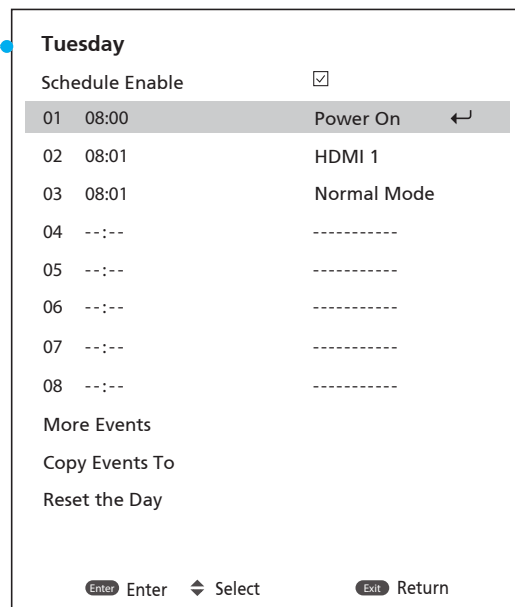 Tuesday
Schedule Enable ☑
01 08:00 Power On ↵
02 08:01 HDMI 1
03 08:01 Normal Mode
04 --:-- -----------
05 --:-- -----------
06 --:-- -----------
07 --:-- -----------
08 --:-- -----------
More Events
Copy Events To
Reset the Day
Enter Enter Select Exit Return